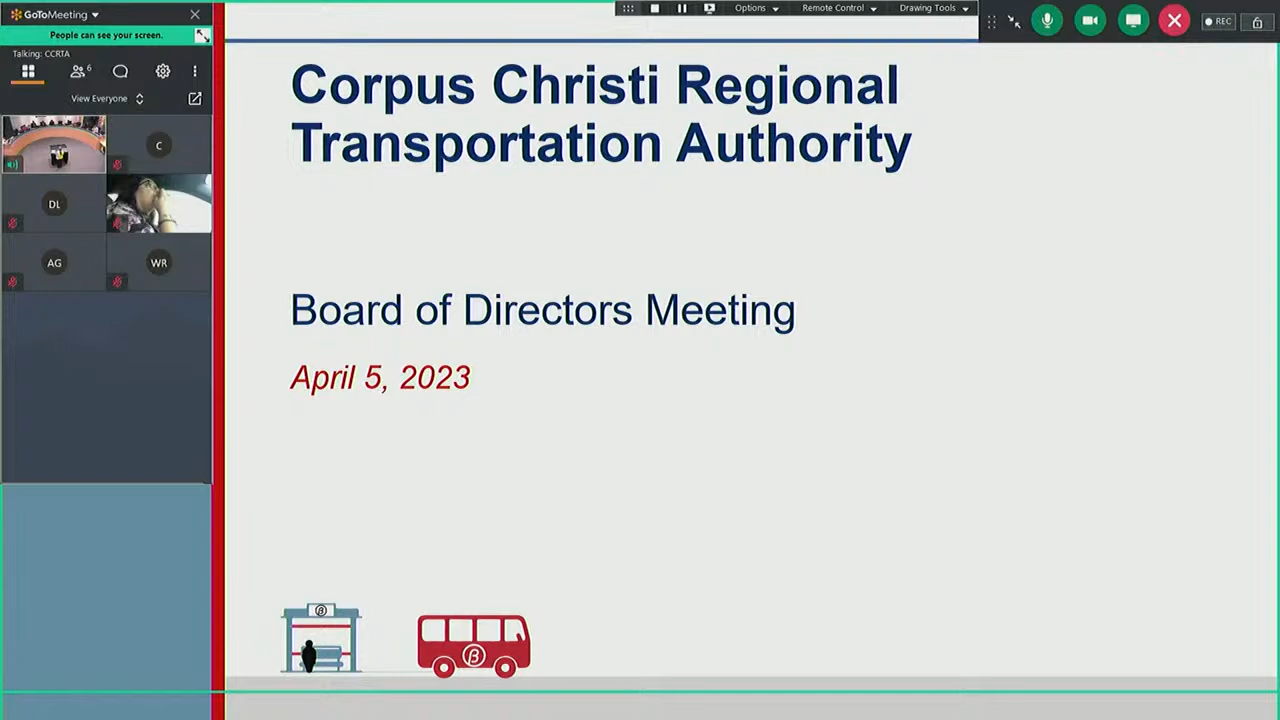 GoToMeeting
People can see your screen.
Talking: CCRTA
6
View Everyone
C
DL
AG
WR
Options
Remote Control
Drawing Tools
REC
Corpus Christi Regional
Transportation Authority
Board of Directors Meeting
April 5, 2023